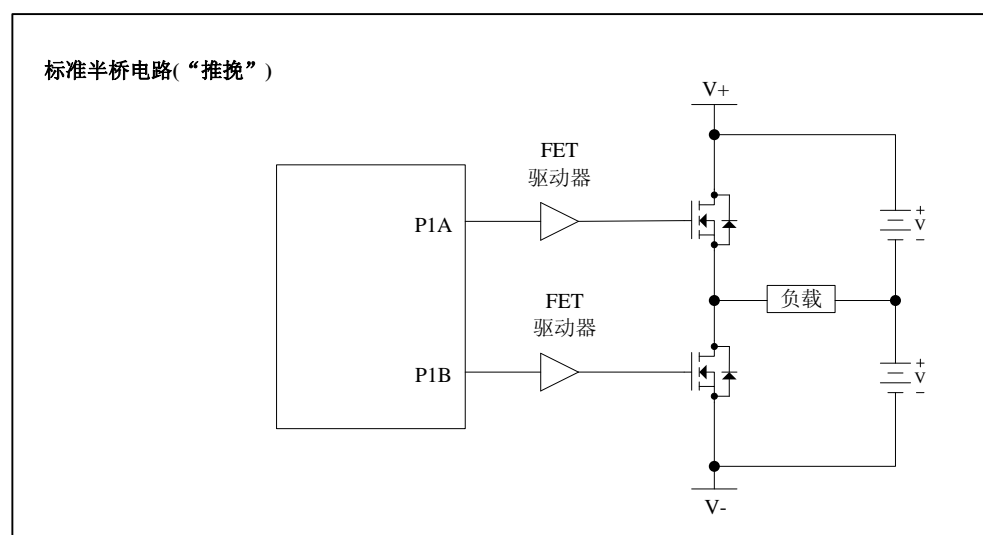 标准半桥电路(“推挽”)
V+
FET
驱动器
P1A
+
V
−
FET
驱动器
负载
P1B
+
V
−
V-